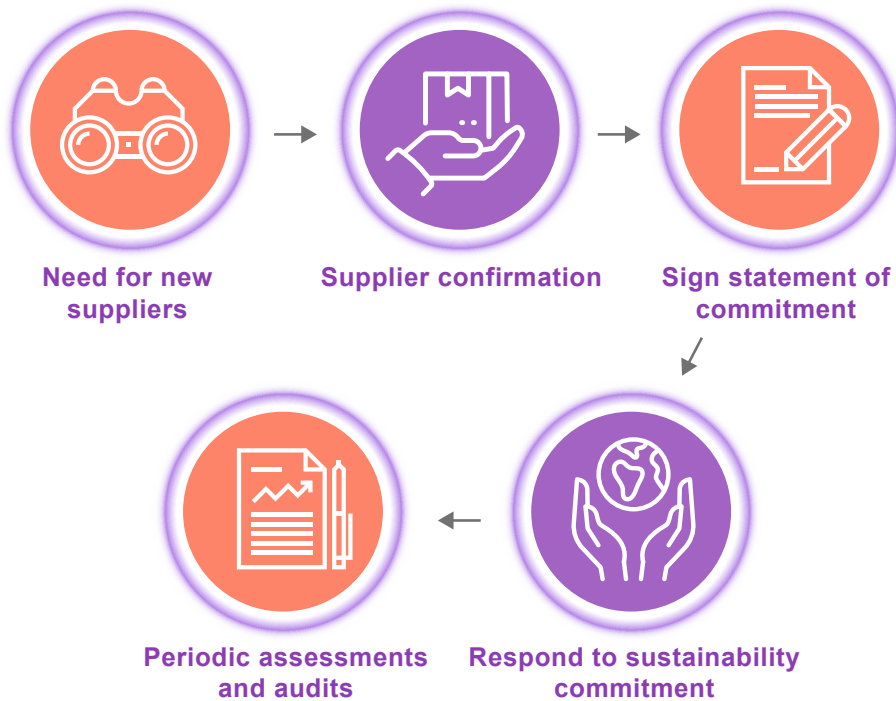 Need for new
suppliers
Supplier confirmation
Sign statement of
commitment
Periodic assessments
and audits
Respond to sustainability
commitment